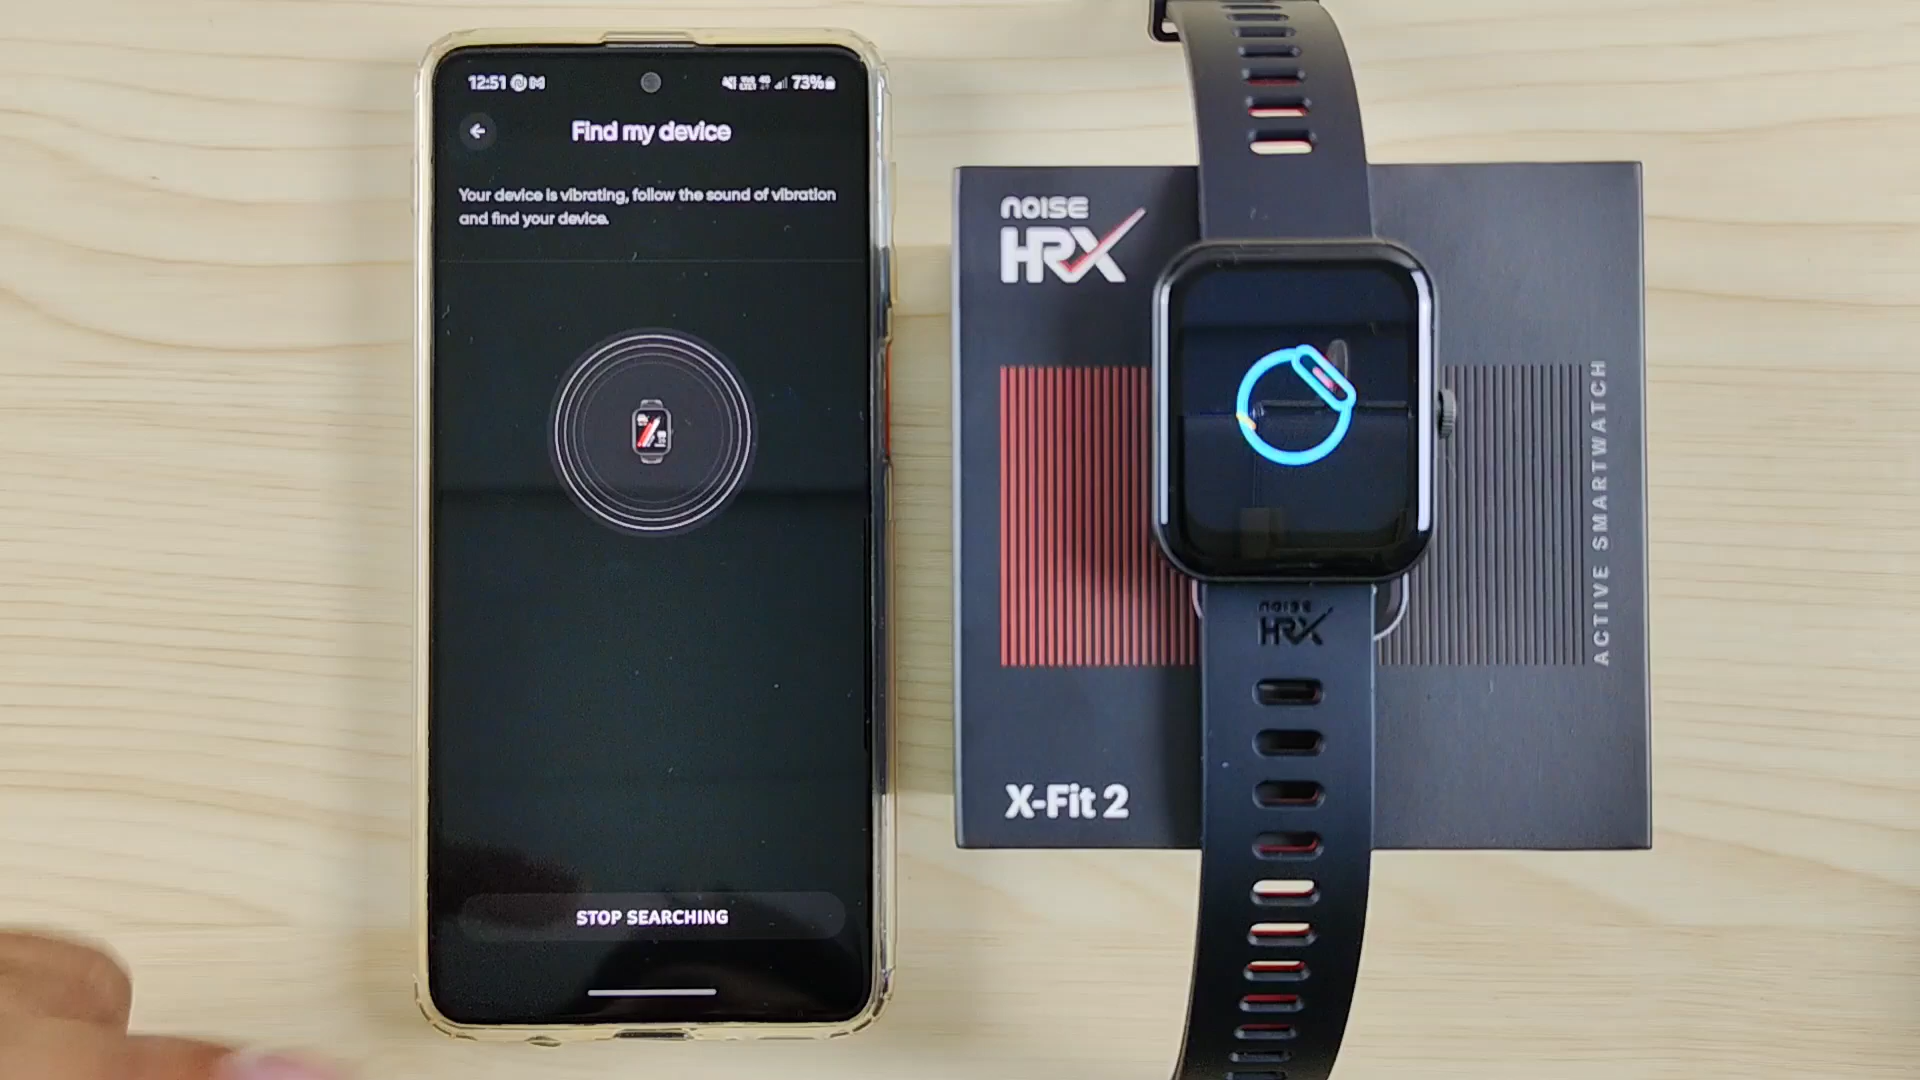 12:51
73%
Find my device
Your device is vibrating, follow the sound of vibration
and find your device.
STOP SEARCHING
noise
HRX
ACTIVE SMARTWATCH
HRX
X-Fit 2